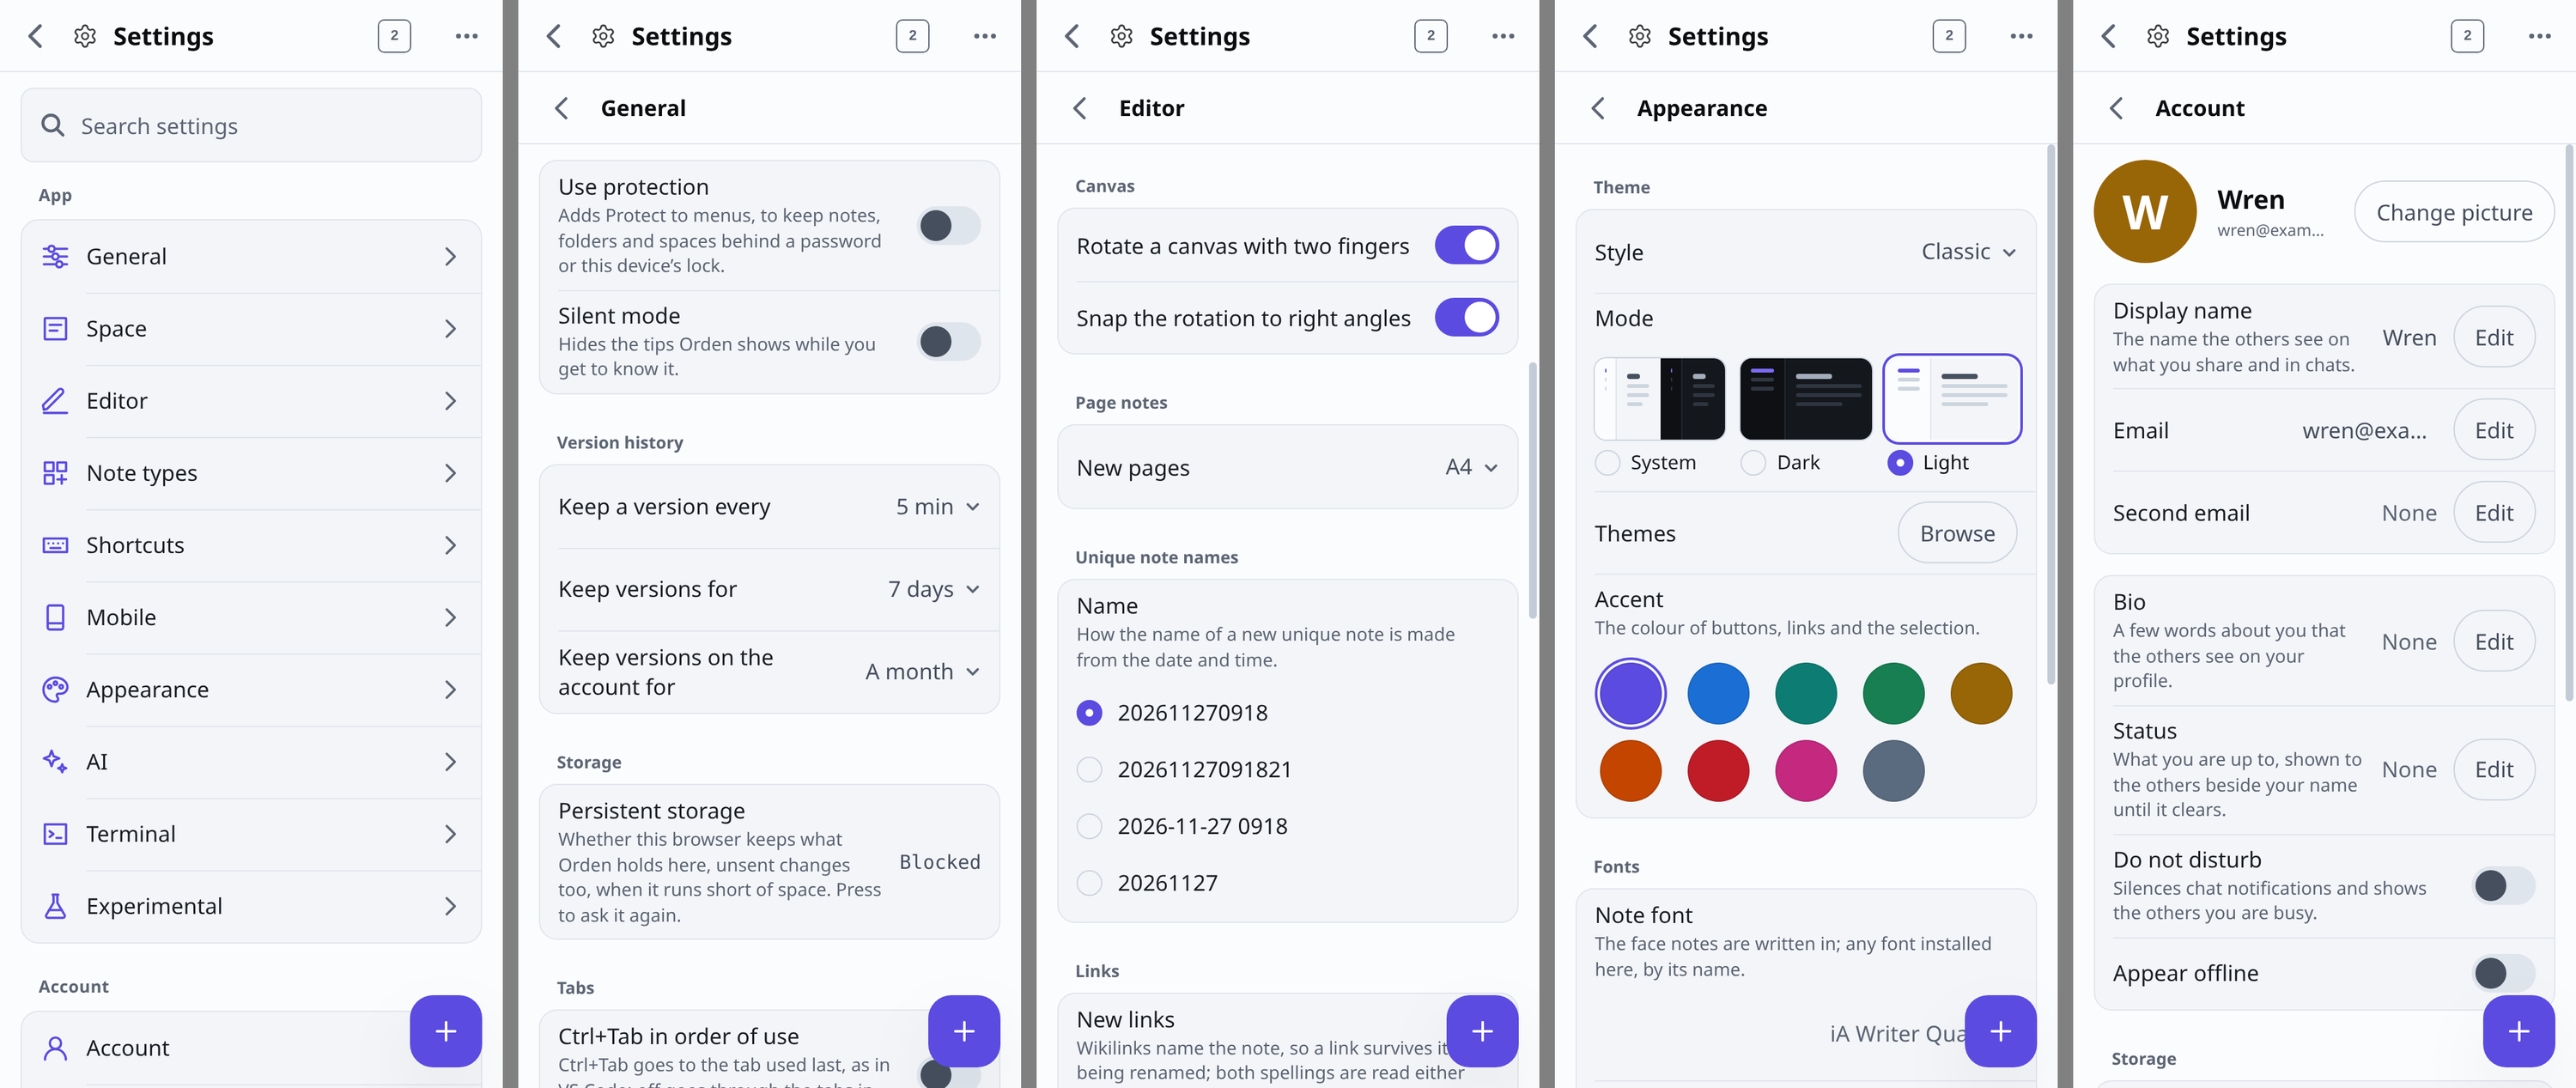 Settings
2
Search settings
App
General
Space
Editor
Note types
Shortcuts
Mobile
Appearance
AI
Terminal
Experimental
Account
Account
Settings
2
General
Use protection
Adds Protect to menus, to keep notes,
folders and spaces behind a password
or this device’s lock.
Silent mode
Hides the tips Orden shows while you
get to know it.
Version history
Keep a version every
5 min
Keep versions for
7 days
Keep versions on the
account for
A month
Storage
Persistent storage
Whether this browser keeps what
Orden holds here, unsent changes
too, when it runs short of space. Press
to ask it again.
Blocked
Tabs
Ctrl+Tab in order of use
Ctrl+Tab goes to the tab used last, as in
VS Code; off goes through the tabs in
Settings
2
Editor
Canvas
Rotate a canvas with two fingers
Snap the rotation to right angles
Page notes
New pages
A4
Unique note names
Name
How the name of a new unique note is made
from the date and time.
202611270918
20261127091821
2026-11-27 0918
20261127
Links
New links
Wikilinks name the note, so a link survives
being renamed; both spellings are read either
Settings
2
Appearance
Theme
Style
Classic
Mode
System
Dark
Light
Themes
Browse
Accent
The colour of buttons, links and the selection.
Fonts
Note font
The face notes are written in; any font installed
here, by its name.
iA Writer
Settings
2
Account
W
Wren
wren@exam...
Change picture
Display name
The name the others see on
what you share and in chats.
Wren
Edit
Email
wren@exa...
Edit
Second email
None
Edit
Bio
A few words about you that
the others see on your
profile.
None
Edit
Status
What you are up to, shown to
the others beside your name
until it clears.
None
Edit
Do not disturb
Silences chat notifications and shows
the others you are busy.
Appear offline
Storage